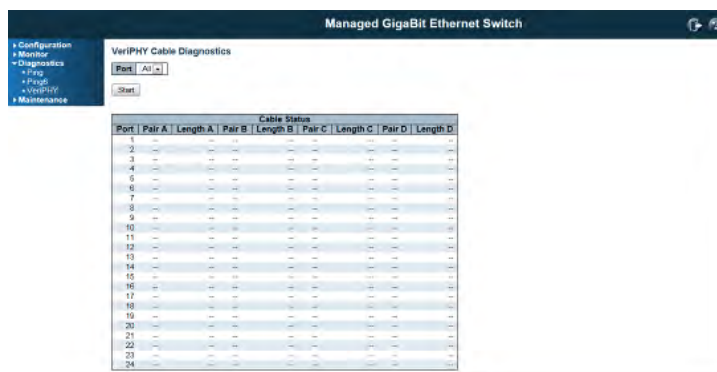 Managed GigaBit Ethernet Switch
Configuration
Monitor
Diagnostics
Ping
Ping6
VeriPHY
Maintenance
VeriPHY Cable Diagnostics
Port All
Start
Cable Status
Port Pair A Length A Pair B Length B Pair C Length C Pair D Length D
1 -- -- -- -- -- -- -- --
2 -- -- -- -- -- -- -- --
3 -- -- -- -- -- -- -- --
4 -- -- -- -- -- -- -- --
5 -- -- -- -- -- -- -- --
6 -- -- -- -- -- -- -- --
7 -- -- -- -- -- -- -- --
8 -- -- -- -- -- -- -- --
9 -- -- -- -- -- -- -- --
10 -- -- -- -- -- -- -- --
11 -- -- -- -- -- -- -- --
12 -- -- -- -- -- -- -- --
13 -- -- -- -- -- -- -- --
14 -- -- -- -- -- -- -- --
15 -- -- -- -- -- -- -- --
16 -- -- -- -- -- -- -- --
17 -- -- -- -- -- -- -- --
18 -- -- -- -- -- -- -- --
19 -- -- -- -- -- -- -- --
20 -- -- -- -- -- -- -- --
21 -- -- -- -- -- -- -- --
22 -- -- -- -- -- -- -- --
23 -- -- -- -- -- -- -- --
24 -- -- -- -- -- -- -- --